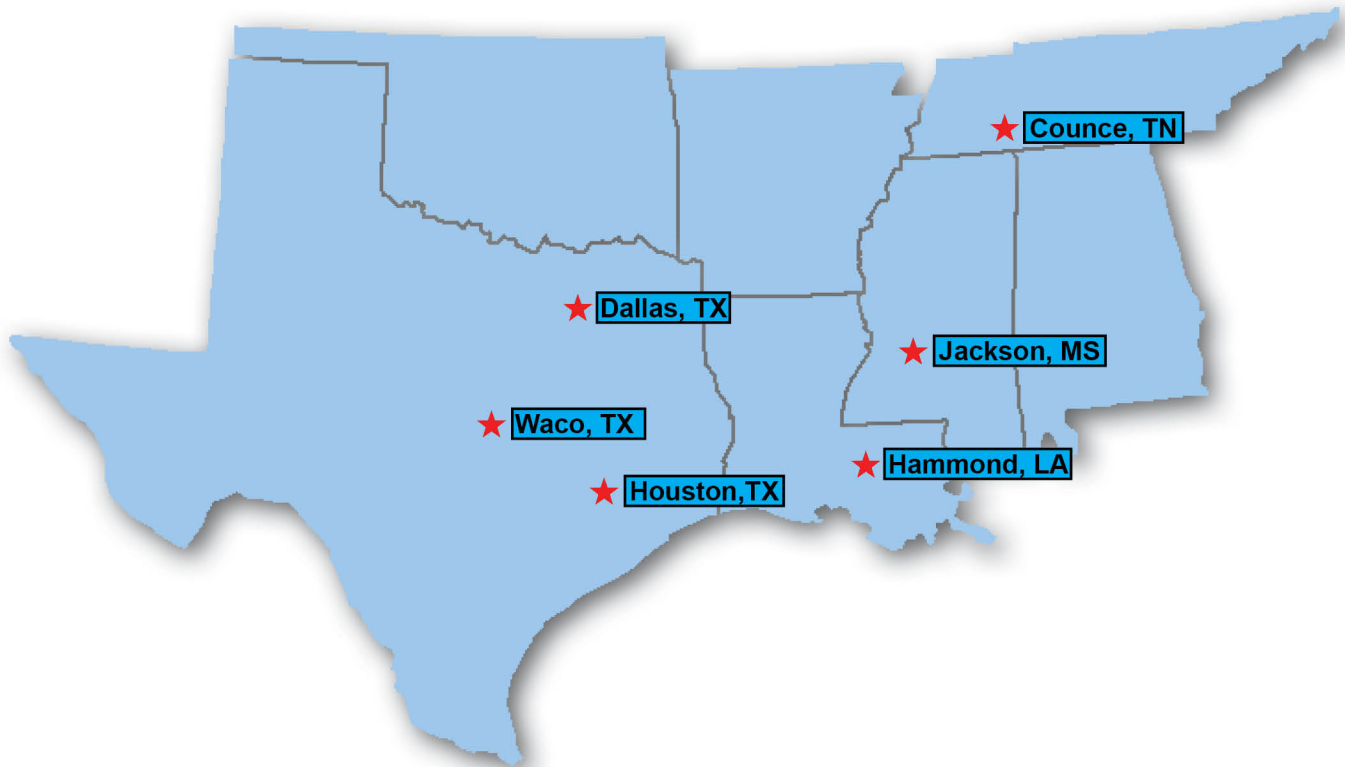 Counce, TN
Dallas, TX
Jackson, MS
Waco, TX
Hammond, LA
Houston,TX